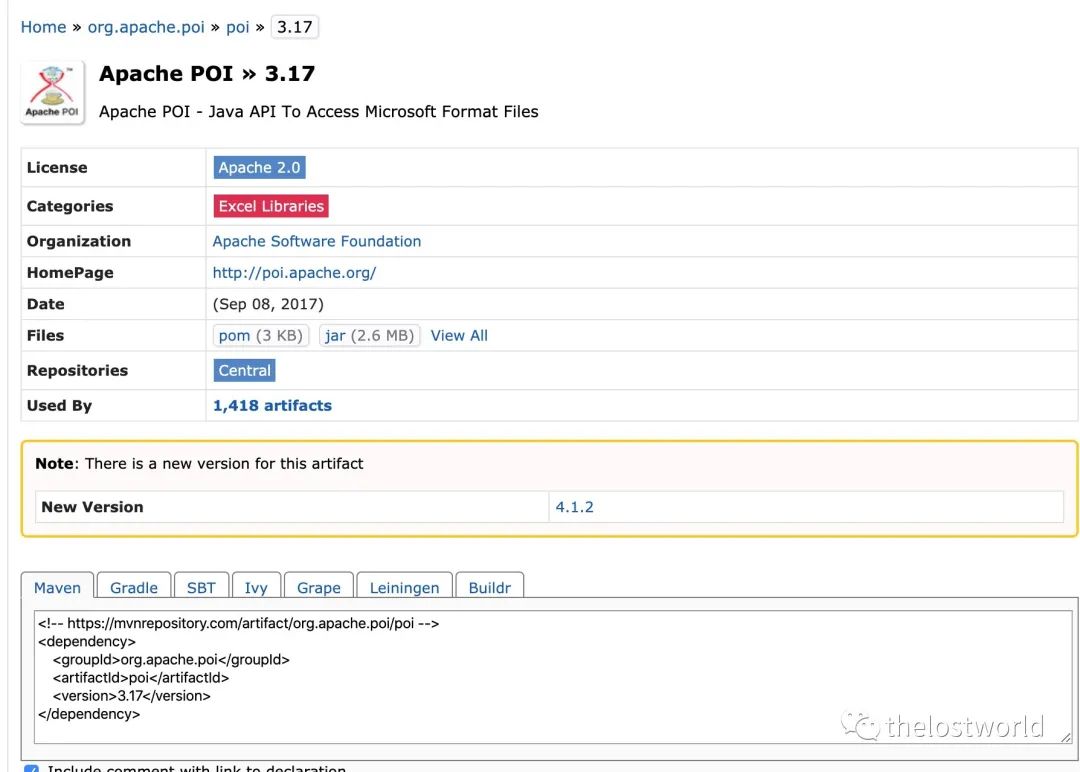 Home » org.apache.poi » poi » 3.17
Apache POI » 3.17
Apache POI - Java API To Access Microsoft Format Files
Apache POI
License Apache 2.0
Categories Excel Libraries
Organization Apache Software Foundation
HomePage http://poi.apache.org/
Date (Sep 08, 2017)
Files pom (3 KB) jar (2.6 MB) View All
Repositories Central
Used By 1,418 artifacts
Note: There is a new version for this artifact
New Version 4.1.2
Maven Gradle SBT Ivy Grape Leiningen Buildr
<!-- https://mvnrepository.com/artifact/org.apache.poi/poi -->
<dependency>
    <groupId>org.apache.poi</groupId>
    <artifactId>poi</artifactId>
    <version>3.17</version>
</dependency>
thelostworld
Include comment with link to declaration